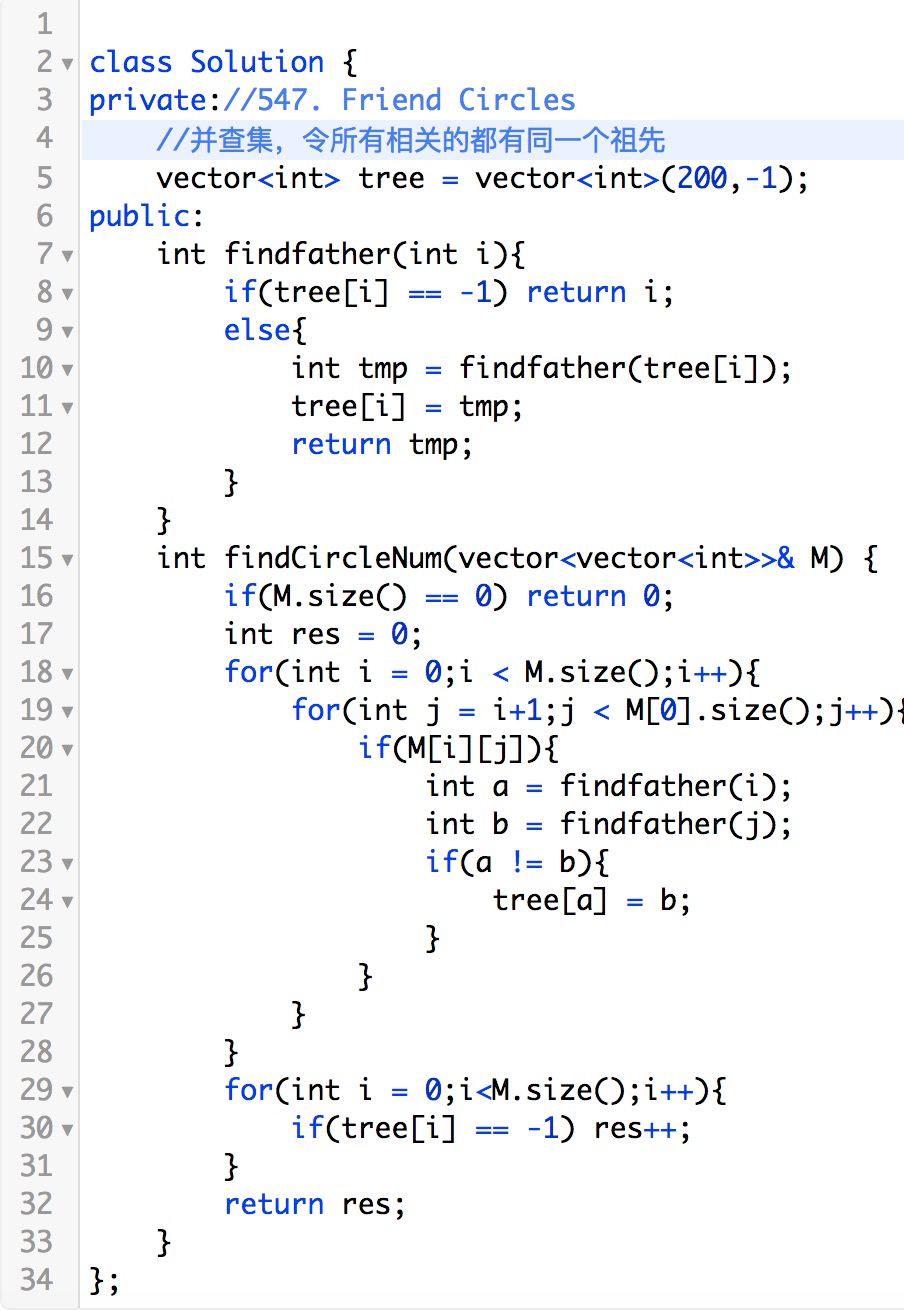 1
2 class Solution {
3 private://547. Friend Circles
4     //并查集，令所有相关的都有同一个祖先
5     vector<int> tree = vector<int>(200,-1);
6 public:
7     int findfather(int i){
8         if(tree[i] == -1) return i;
9         else{
10             int tmp = findfather(tree[i]);
11             tree[i] = tmp;
12             return tmp;
13         }
14     }
15     int findCircleNum(vector<vector<int>>& M) {
16         if(M.size() == 0) return 0;
17         int res = 0;
18         for(int i = 0;i < M.size();i++){
19             for(int j = i+1;j < M[0].size();j++){
20                 if(M[i][j]){
21                     int a = findfather(i);
22                     int b = findfather(j);
23                     if(a != b){
24                         tree[a] = b;
25                     }
26                 }
27             }
28         }
29         for(int i = 0;i<M.size();i++){
30             if(tree[i] == -1) res++;
31         }
32         return res;
33     }
34 };